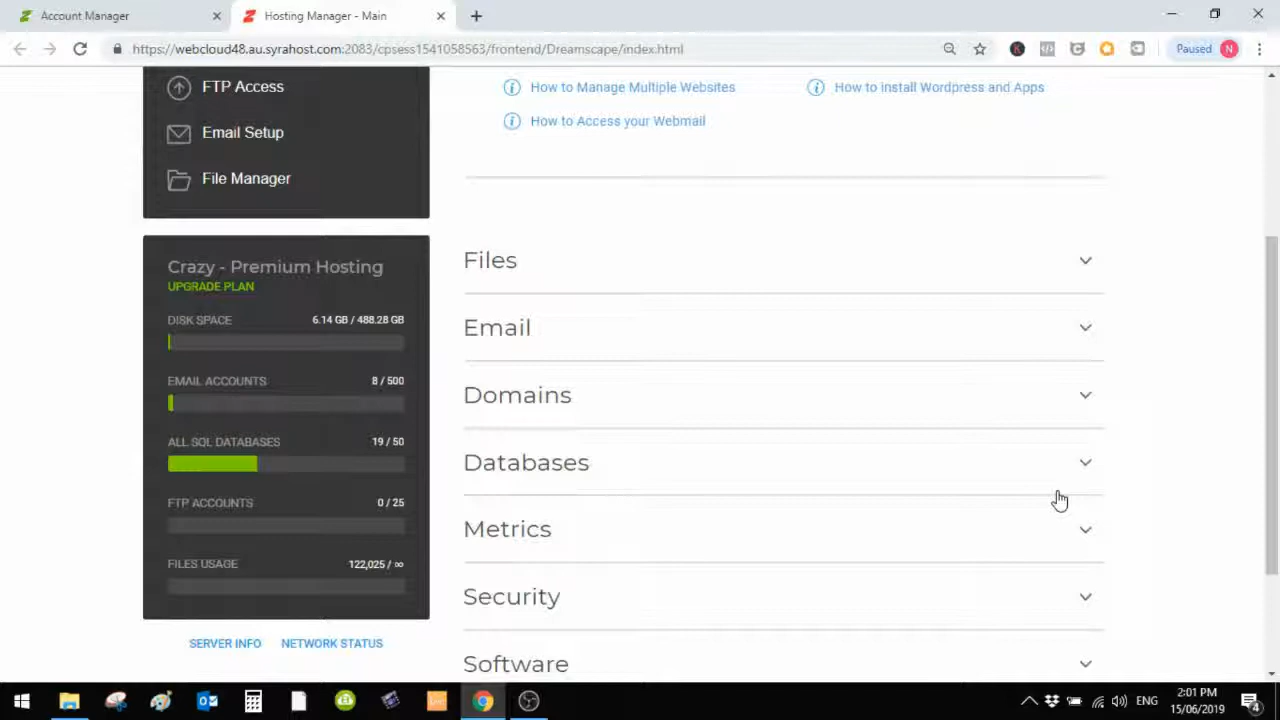 Account Manager
Hosting Manager - Main
https://webcloud48.au.syrahost.com:2083/cpsess1541058563/frontend/Dreamscape/index.html
Paused
N
FTP Access
Email Setup
File Manager
How to Manage Multiple Websites
How to install Wordpress and Apps
How to Access your Webmail
Crazy - Premium Hosting
UPGRADE PLAN
DISK SPACE 6.14 GB / 488.28 GB
EMAIL ACCOUNTS 8 / 500
ALL SQL DATABASES 19 / 50
FTP ACCOUNTS 0 / 25
FILES USAGE 122,025 / ∞
SERVER INFO
NETWORK STATUS
Files
Email
Domains
Databases
Metrics
Security
Software
ENG
2:01 PM
15/06/2019
4